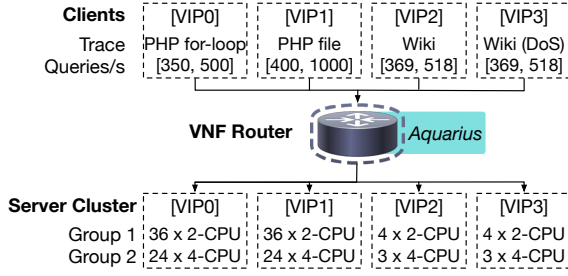 Clients [VIP0] [VIP1] [VIP2] [VIP3]
Trace PHP for-loop PHP file Wiki Wiki (DoS)
Queries/s [350, 500] [400, 1000] [369, 518] [369, 518]
VNF Router Aquarius
Server Cluster [VIP0] [VIP1] [VIP2] [VIP3]
Group 1 36 x 2-CPU 36 x 2-CPU 4 x 2-CPU 4 x 2-CPU
Group 2 24 x 4-CPU 24 x 4-CPU 3 x 4-CPU 3 x 4-CPU